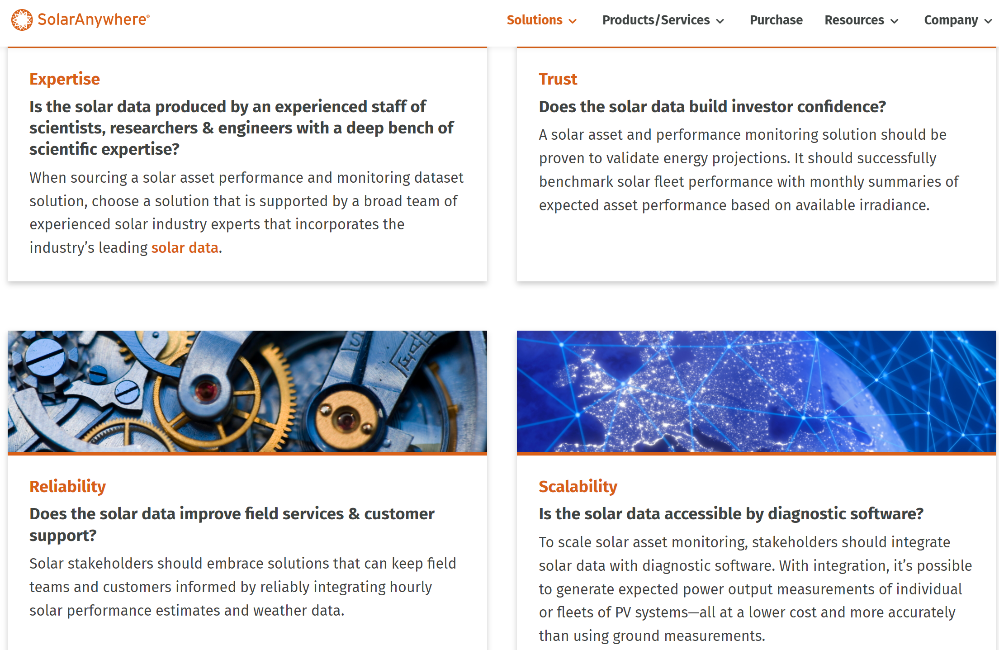 SolarAnywhere®
Solutions
Products/Services
Purchase
Resources
Company
Expertise
Is the solar data produced by an experienced staff of
scientists, researchers & engineers with a deep bench of
scientific expertise?
When sourcing a solar asset performance and monitoring dataset
solution, choose a solution that is supported by a broad team of
experienced solar industry experts that incorporates the
industry’s leading solar data.
Trust
Does the solar data build investor confidence?
A solar asset and performance monitoring solution should be
proven to validate energy projections. It should successfully
benchmark solar fleet performance with monthly summaries of
expected asset performance based on available irradiance.
Reliability
Does the solar data improve field services & customer
support?
Solar stakeholders should embrace solutions that can keep field
teams and customers informed by reliably integrating hourly
solar performance estimates and weather data.
Scalability
Is the solar data accessible by diagnostic software?
To scale solar asset monitoring, stakeholders should integrate
solar data with diagnostic software. With integration, it’s possible
to generate expected power output measurements of individual
or fleets of PV systems—all at a lower cost and more accurately
than using ground measurements.